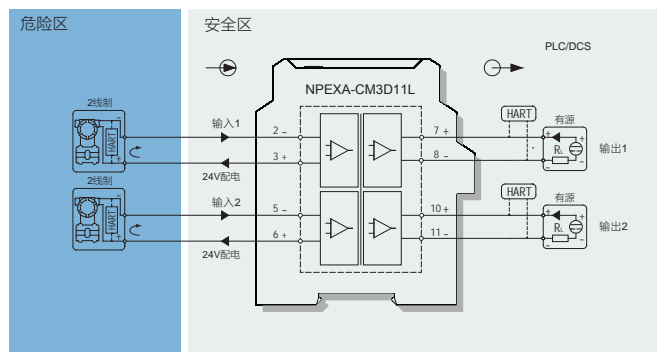 危险区
安全区
PLC/DCS
NPEXA-CM3D11L
2线制
HART
输入1
2 −
3 +
24V配电
7 +
8 −
HART
有源
RL
输出1
2线制
HART
输入2
5 −
6 +
24V配电
10 +
11 −
HART
有源
RL
输出2